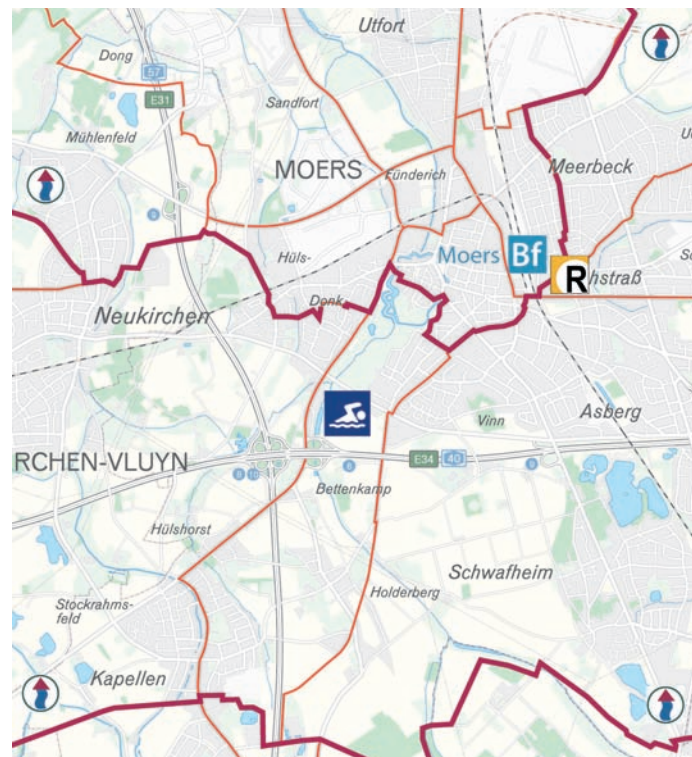 Utfort
Dong
57
E31
Sandfort
Mühlenfeld
MOERS
Fünderich
Meerbeck
Hüls-
Moers
Bf
R
hstraß
Donk
Neukirchen
Vinn
Asberg
RCHEN-VLUYN
E34
40
Bettenkamp
Hülshorst
Schwafheim
Holderberg
Stockrahms-
feld
Kapellen